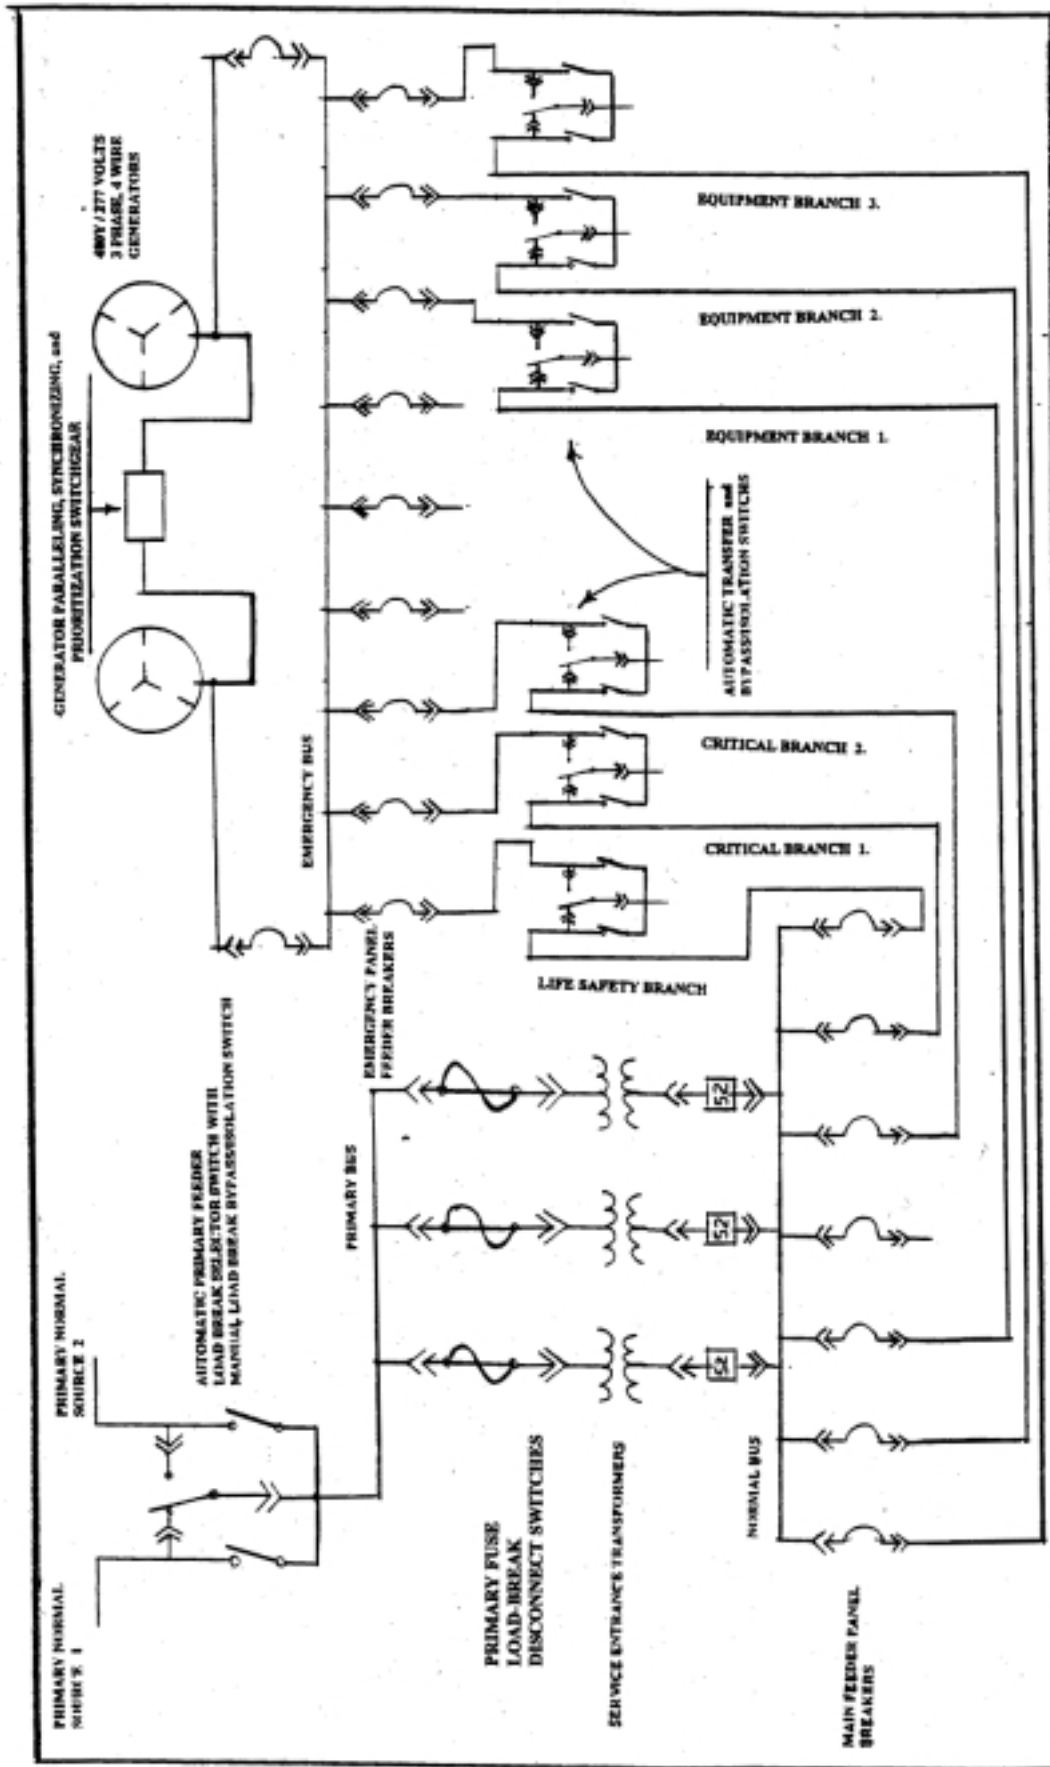 PRIMARY NORMAL
SOURCE 1
PRIMARY NORMAL
SOURCE 2
AUTOMATIC PRIMARY FEEDER
LOAD BREAK SELECTOR SWITCH WITH
MANUAL LOAD BREAK BYPASS/ISOLATION SWITCH
GENERATOR PARALLELING, SYNCHRONIZING, and
PRIORITIZATION SWITCHGEAR
480Y / 277 VOLTS
3 PHASE, 4 WIRE
GENERATORS
EMERGENCY BUS
PRIMARY BUS
EMERGENCY PANEL
FEEDER BREAKERS
PRIMARY FUSE
LOAD-BREAK
DISCONNECT SWITCHES
SERVICE ENTRANCE TRANSFORMERS
LIFE SAFETY BRANCH
CRITICAL BRANCH 1.
CRITICAL BRANCH 2.
AUTOMATIC TRANSFER and
BYPASS/ISOLATION SWITCHS
EQUIPMENT BRANCH 1.
EQUIPMENT BRANCH 2.
EQUIPMENT BRANCH 3.
52
52
52
NORMAL BUS
MAIN FEEDER PANEL
BREAKERS